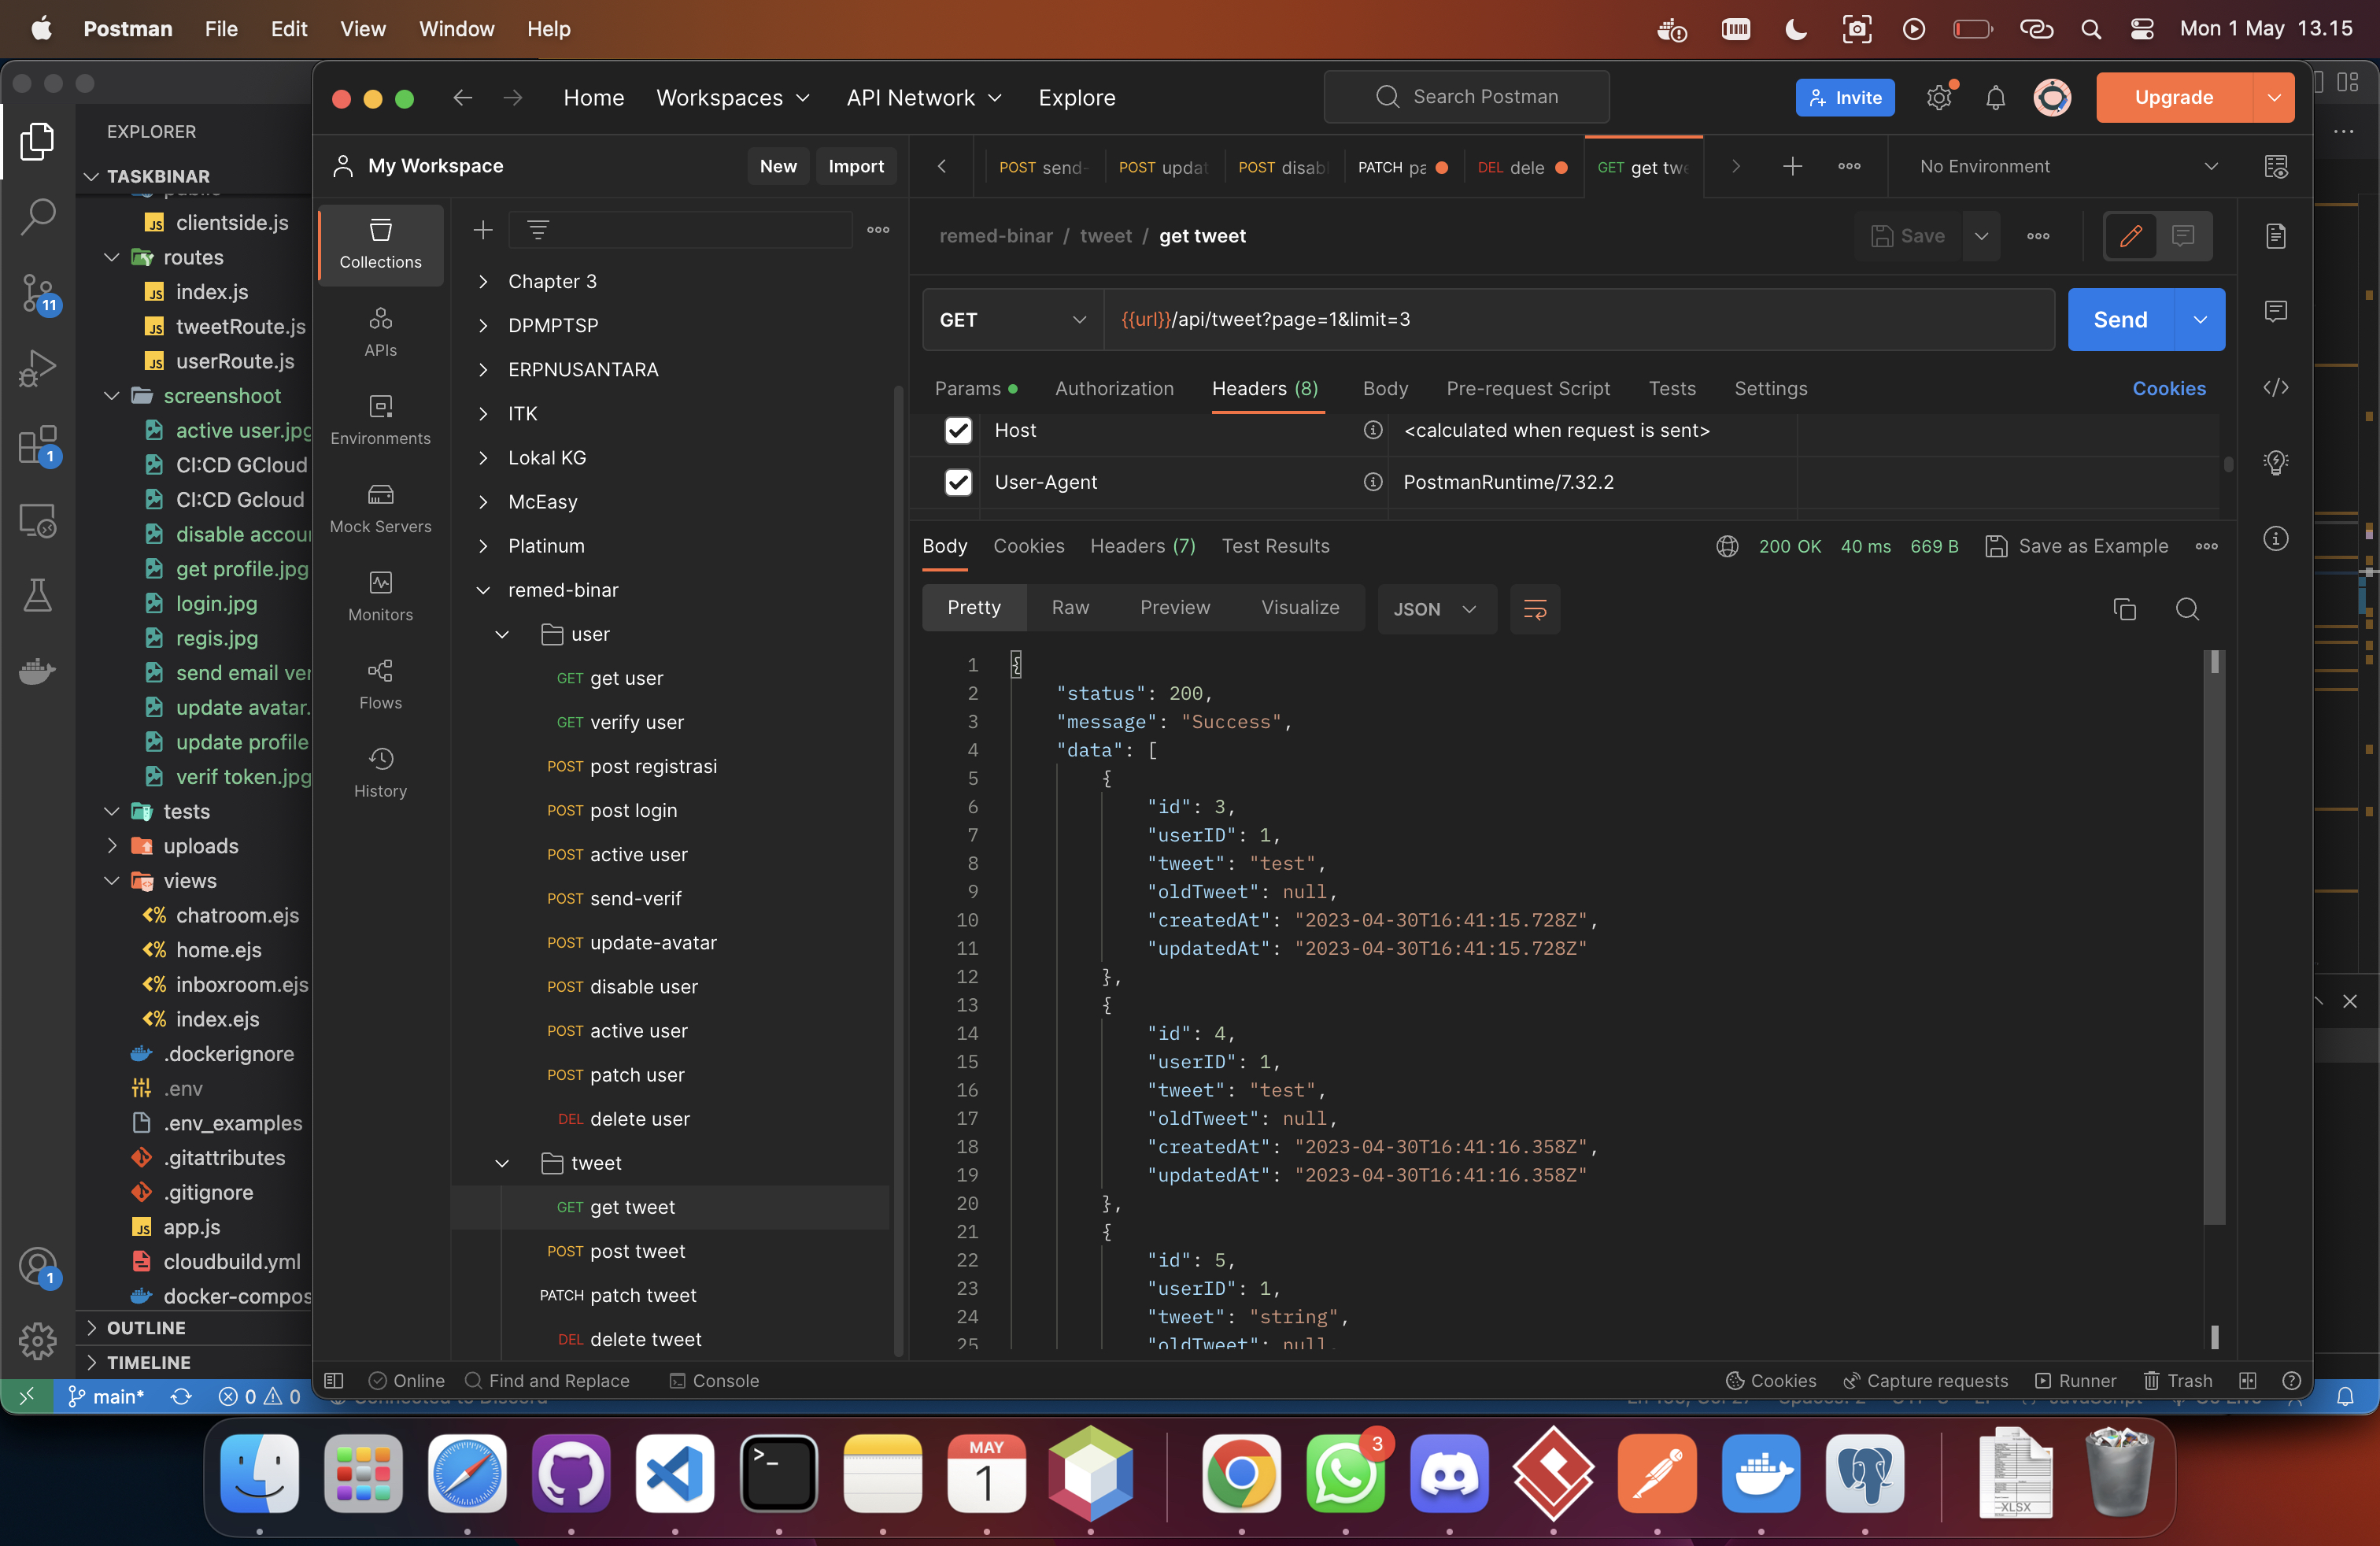 Postman File Edit View Window Help
Mon 1 May 13.15
EXPLORER
TASKBINAR
clientside.js
routes
index.js
tweetRoute.js
userRoute.js
screenshoot
active user.jpg
CI:CD GCloud
CI:CD Gcloud
disable accou
get profile.jpg
login.jpg
regis.jpg
send email ver
update avatar.
update profile
verif token.jpg
tests
uploads
views
chatroom.ejs
home.ejs
inboxroom.ejs
index.ejs
.dockerignore
.env
.env_examples
.gitattributes
.gitignore
app.js
cloudbuild.yml
docker-compos
OUTLINE
TIMELINE
11
1
1
main* 0 0
Home Workspaces API Network Explore
Search Postman
Invite
Upgrade
My Workspace
New Import
Collections
APIs
Environments
Mock Servers
Monitors
Flows
History
Chapter 3
DPMPTSP
ERPNUSANTARA
ITK
Lokal KG
McEasy
Platinum
remed-binar
user
GET get user
GET verify user
POST post registrasi
POST post login
POST active user
POST send-verif
POST update-avatar
POST disable user
POST active user
POST patch user
DEL delete user
tweet
GET get tweet
POST post tweet
PATCH patch tweet
DEL delete tweet
POST send- POST updat POST disabl PATCH pa DEL dele GET get twe
No Environment
remed-binar / tweet / get tweet
Save
GET {{url}}/api/tweet?page=1&limit=3
Send
Params Authorization Headers (8) Body Pre-request Script Tests Settings Cookies
Host <calculated when request is sent>
User-Agent PostmanRuntime/7.32.2
Body Cookies Headers (7) Test Results
200 OK 40 ms 669 B Save as Example
Pretty Raw Preview Visualize JSON
1 {
2 "status": 200,
3 "message": "Success",
4 "data": [
5 {
6 "id": 3,
7 "userID": 1,
8 "tweet": "test",
9 "oldTweet": null,
10 "createdAt": "2023-04-30T16:41:15.728Z",
11 "updatedAt": "2023-04-30T16:41:15.728Z"
12 },
13 {
14 "id": 4,
15 "userID": 1,
16 "tweet": "test",
17 "oldTweet": null,
18 "createdAt": "2023-04-30T16:41:16.358Z",
19 "updatedAt": "2023-04-30T16:41:16.358Z"
20 },
21 {
22 "id": 5,
23 "userID": 1,
24 "tweet": "string",
25 "oldTweet": null,
Online Find and Replace Console
Cookies Capture requests Runner Trash
MAY
1
3
XLSX